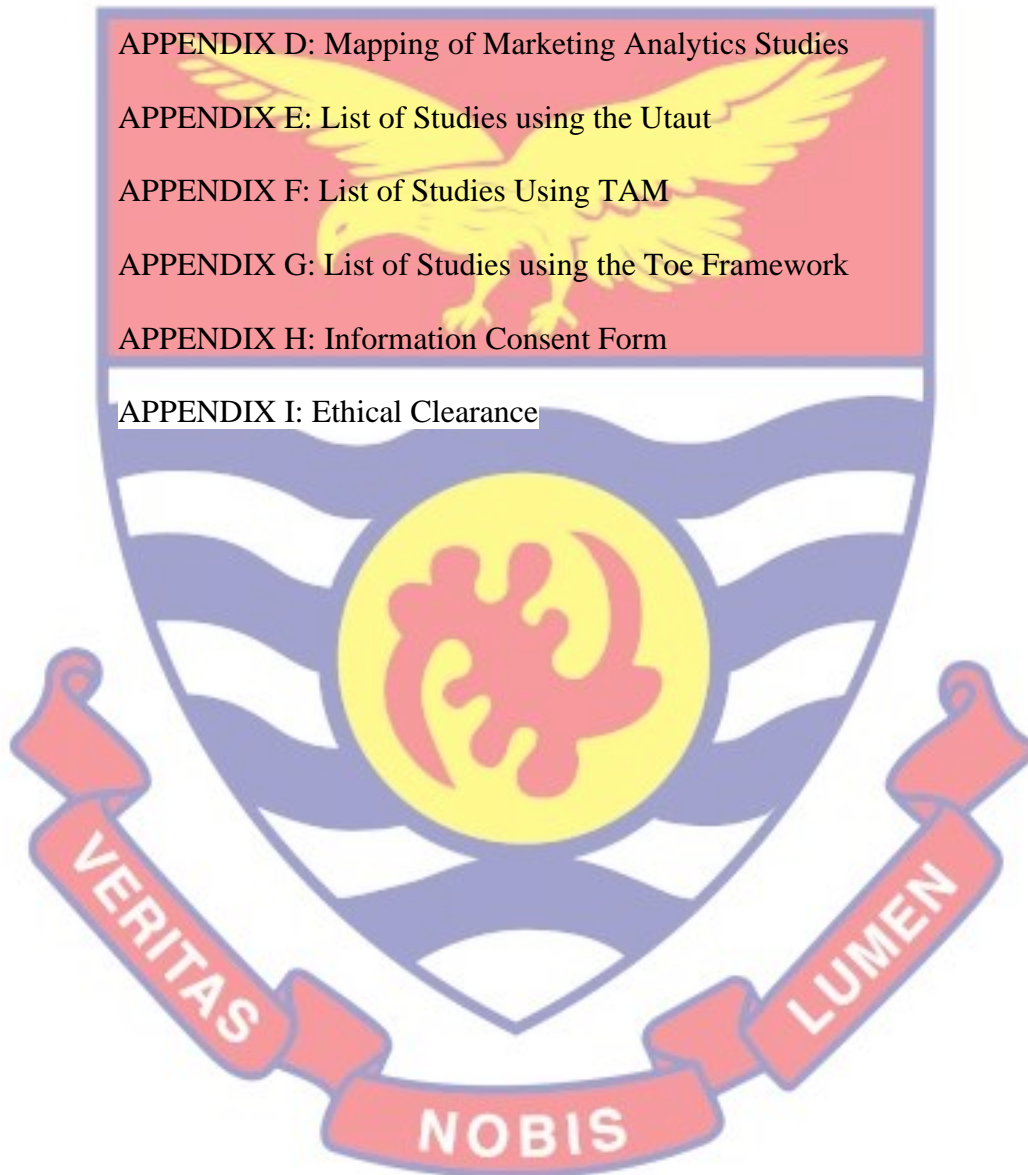 APPENDIX D: Mapping of Marketing Analytics Studies
APPENDIX E: List of Studies using the Utaut
APPENDIX F: List of Studies Using TAM
APPENDIX G: List of Studies using the Toe Framework
APPENDIX H: Information Consent Form
APPENDIX I: Ethical Clearance
VERITAS
NOBIS
LUMEN